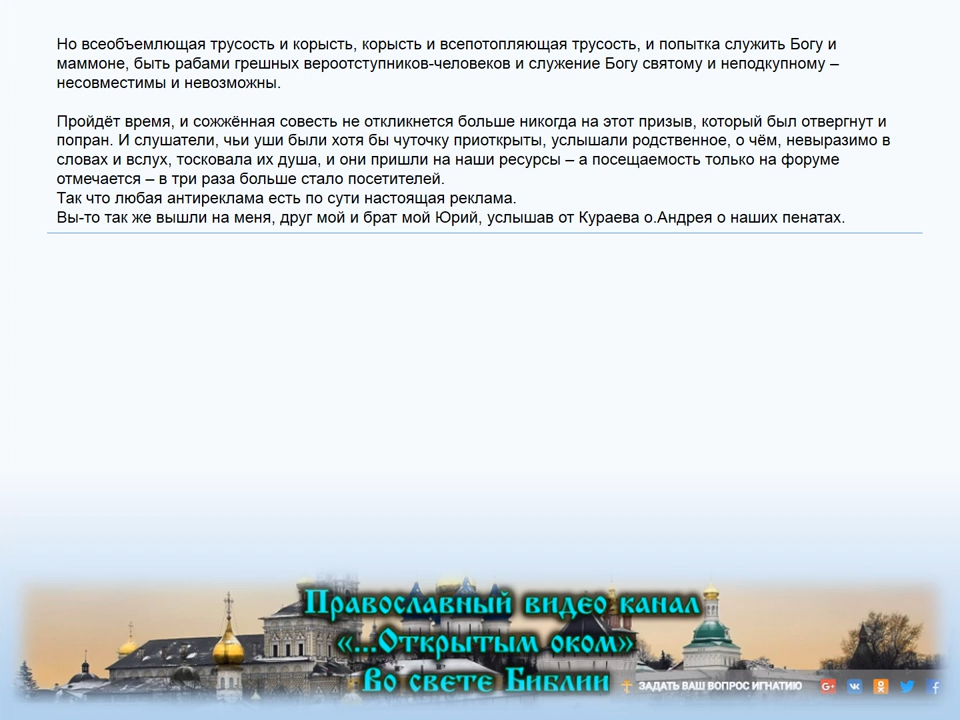 Но всеобъемлющая трусость и корысть, корысть и всепотопляющая трусость, и попытка служить Богу и
маммоне, быть рабами грешных вероотступников-человеков и служение Богу святому и неподкупному –
несовместимы и невозможны.
Пройдёт время, и сожжённая совесть не откликнется больше никогда на этот призыв, который был отвергнут и
попран. И слушатели, чьи уши были хотя бы чуточку приоткрыты, услышали родственное, о чём, невыразимо в
словах и вслух, тосковала их душа, и они пришли на наши ресурсы – а посещаемость только на форуме
отмечается – в три раза больше стало посетителей.
Так что любая антиреклама есть по сути настоящая реклама.
Вы-то так же вышли на меня, друг мой и брат мой Юрий, услышав от Кураева о.Андрея о наших пенатах.
Православный видео канал
«...Открытым оком»
Во свете Библии
ЗАДАТЬ ВАШ ВОПРОС ИГНАТИЮ